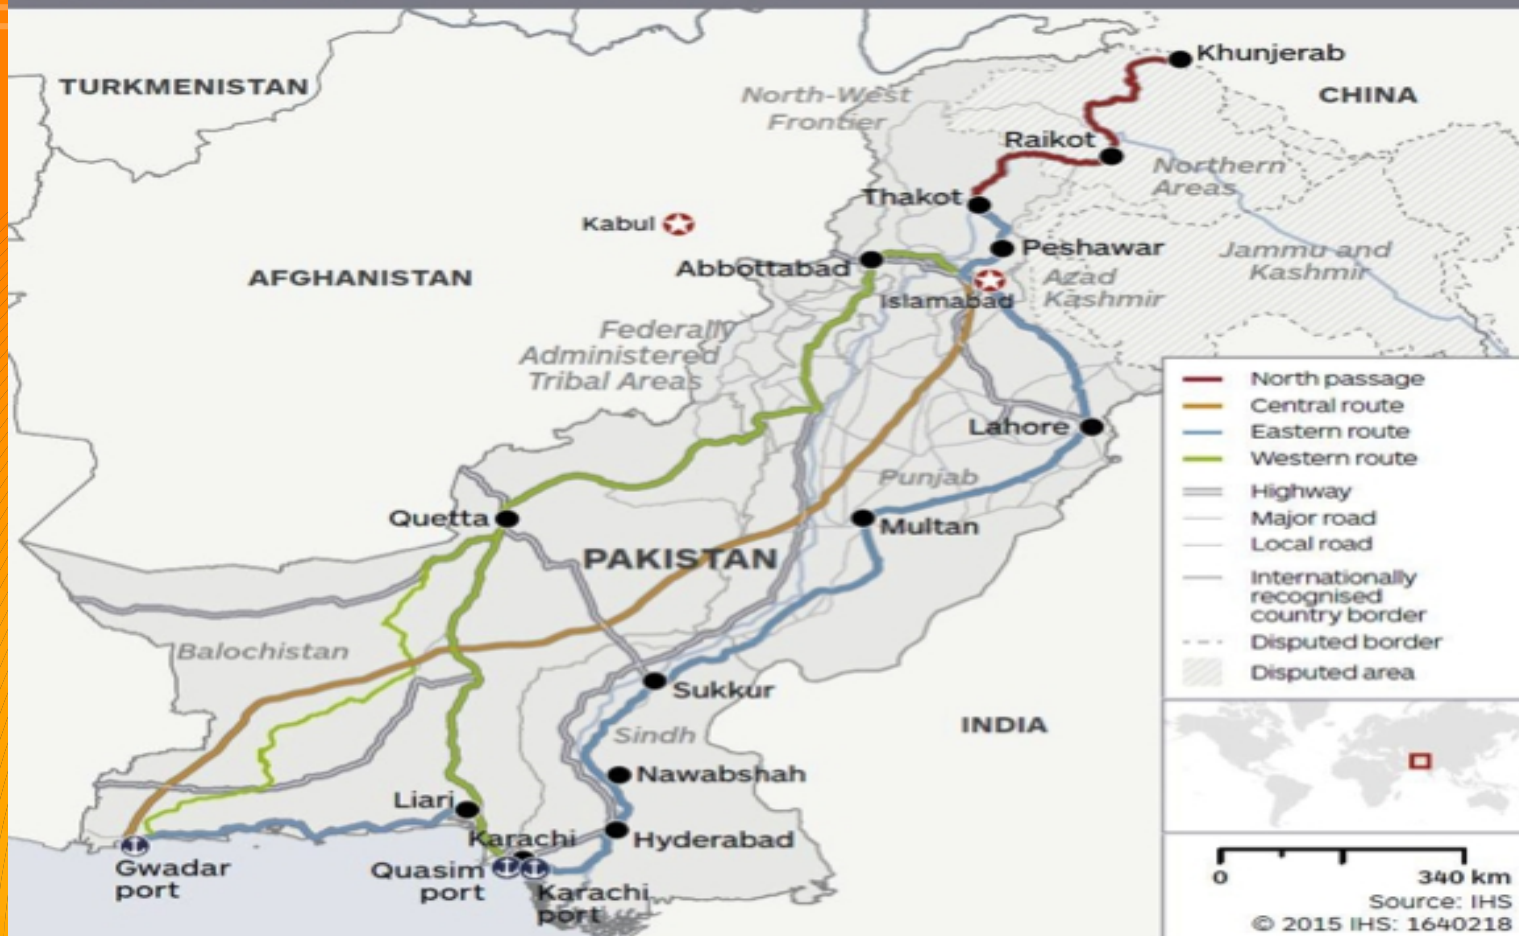 TURKMENISTAN
North-West
Frontier
Khunjerab
CHINA
Raikot
Northern
Areas
Thakot
Kabul
Peshawar
Jammu and
Kashmir
AFGHANISTAN
Abbottabad
Azad
Kashmir
Islamabad
Federally
Administered
Tribal Areas
Lahore
Punjab
Quetta
Multan
PAKISTAN
Balochistan
Sukkur
INDIA
Sindh
Nawabshah
Liari
Karachi
Hyderabad
Gwadar
port
Quasim
port
Karachi
port
North passage
Central route
Eastern route
Western route
Highway
Major road
Local road
Internationally
recognised
country border
Disputed border
Disputed area
0 340 km
Source: IHS
© 2015 IHS: 1640218